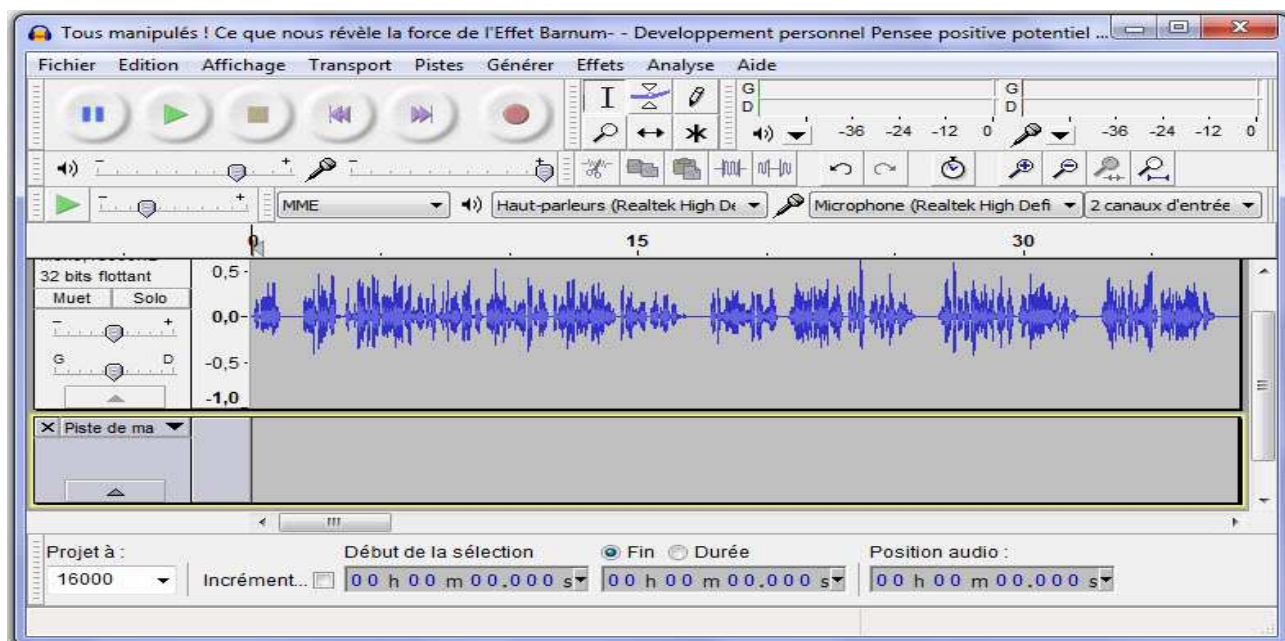 Tous manipulés ! Ce que nous révèle la force de l'Effet Barnum- - Developpement personnel Pensee positive potentiel ...
Fichier Edition Affichage Transport Pistes Générer Effets Analyse Aide
G
D
-36 -24 -12 0
G
D
-36 -24 -12 0
MME
Haut-parleurs (Realtek High De
Microphone (Realtek High Defi
2 canaux d'entrée
0 15 30
32 bits flottant
Muet Solo
G D
0,5
0,0
-0,5
-1,0
Piste de ma
Projet à :
16000
Incrément...
Début de la sélection
00 h 00 m 00.000 s
Fin Durée
00 h 00 m 00.000 s
Position audio :
00 h 00 m 00.000 s